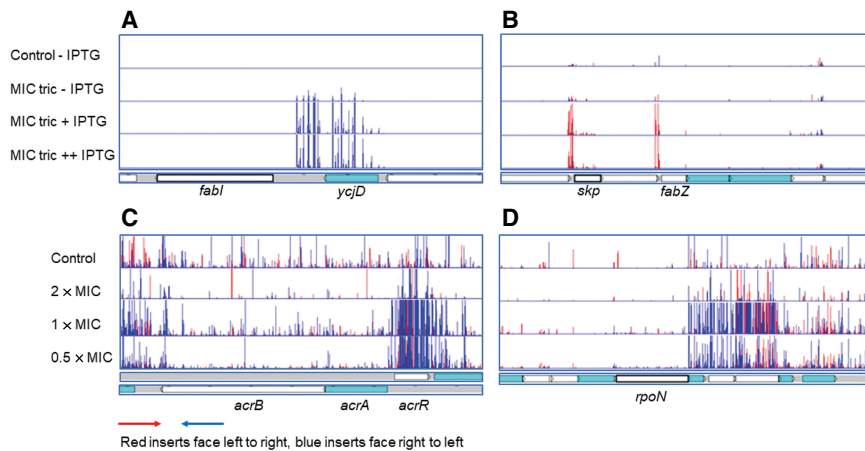 A
B
Control - IPTG
MIC tric - IPTG
MIC tric + IPTG
MIC tric ++ IPTG
fabI
ycjD
skp
fabZ
C
D
Control
2 × MIC
1 × MIC
0.5 × MIC
acrB
acrA
acrR
rpoN
Red inserts face left to right, blue inserts face right to left